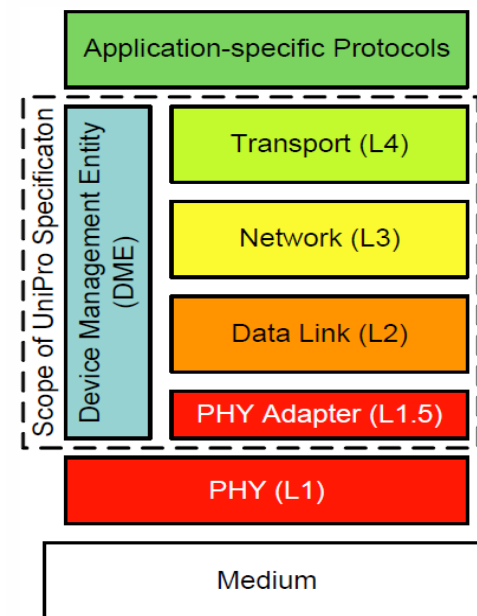 Application-specific Protocols
Scope of UniPro Specificaton
Device Management Entity
(DME)
Transport (L4)
Network (L3)
Data Link (L2)
PHY Adapter (L1.5)
PHY (L1)
Medium